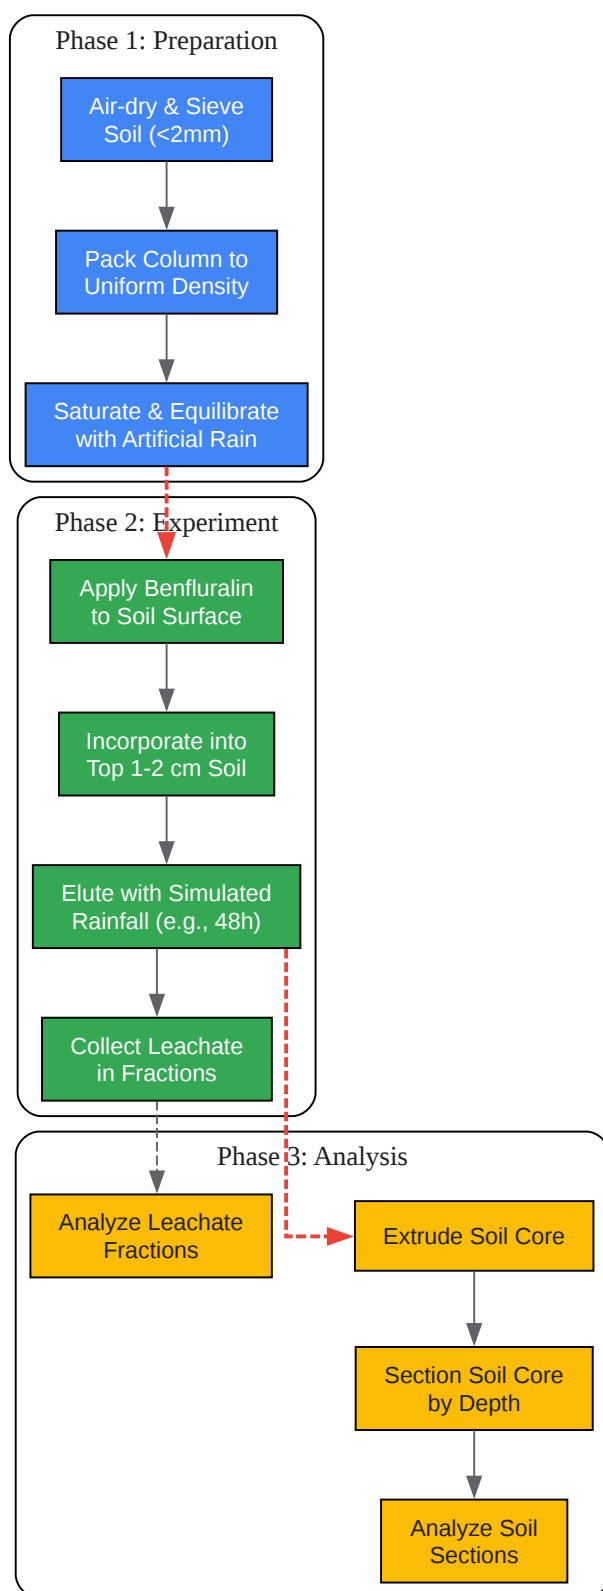 Phase 1: Preparation
Air-dry & Sieve
Soil (<2mm)
Pack Column to
Uniform Density
Saturate & Equilibrate
with Artificial Rain
Phase 2: Experiment
Apply Benfluralin
to Soil Surface
Incorporate into
Top 1-2 cm Soil
Elute with Simulated
Rainfall (e.g., 48h)
Collect Leachate
in Fractions
Phase 3: Analysis
Analyze Leachate
Fractions
Extrude Soil Core
Section Soil Core
by Depth
Analyze Soil
Sections